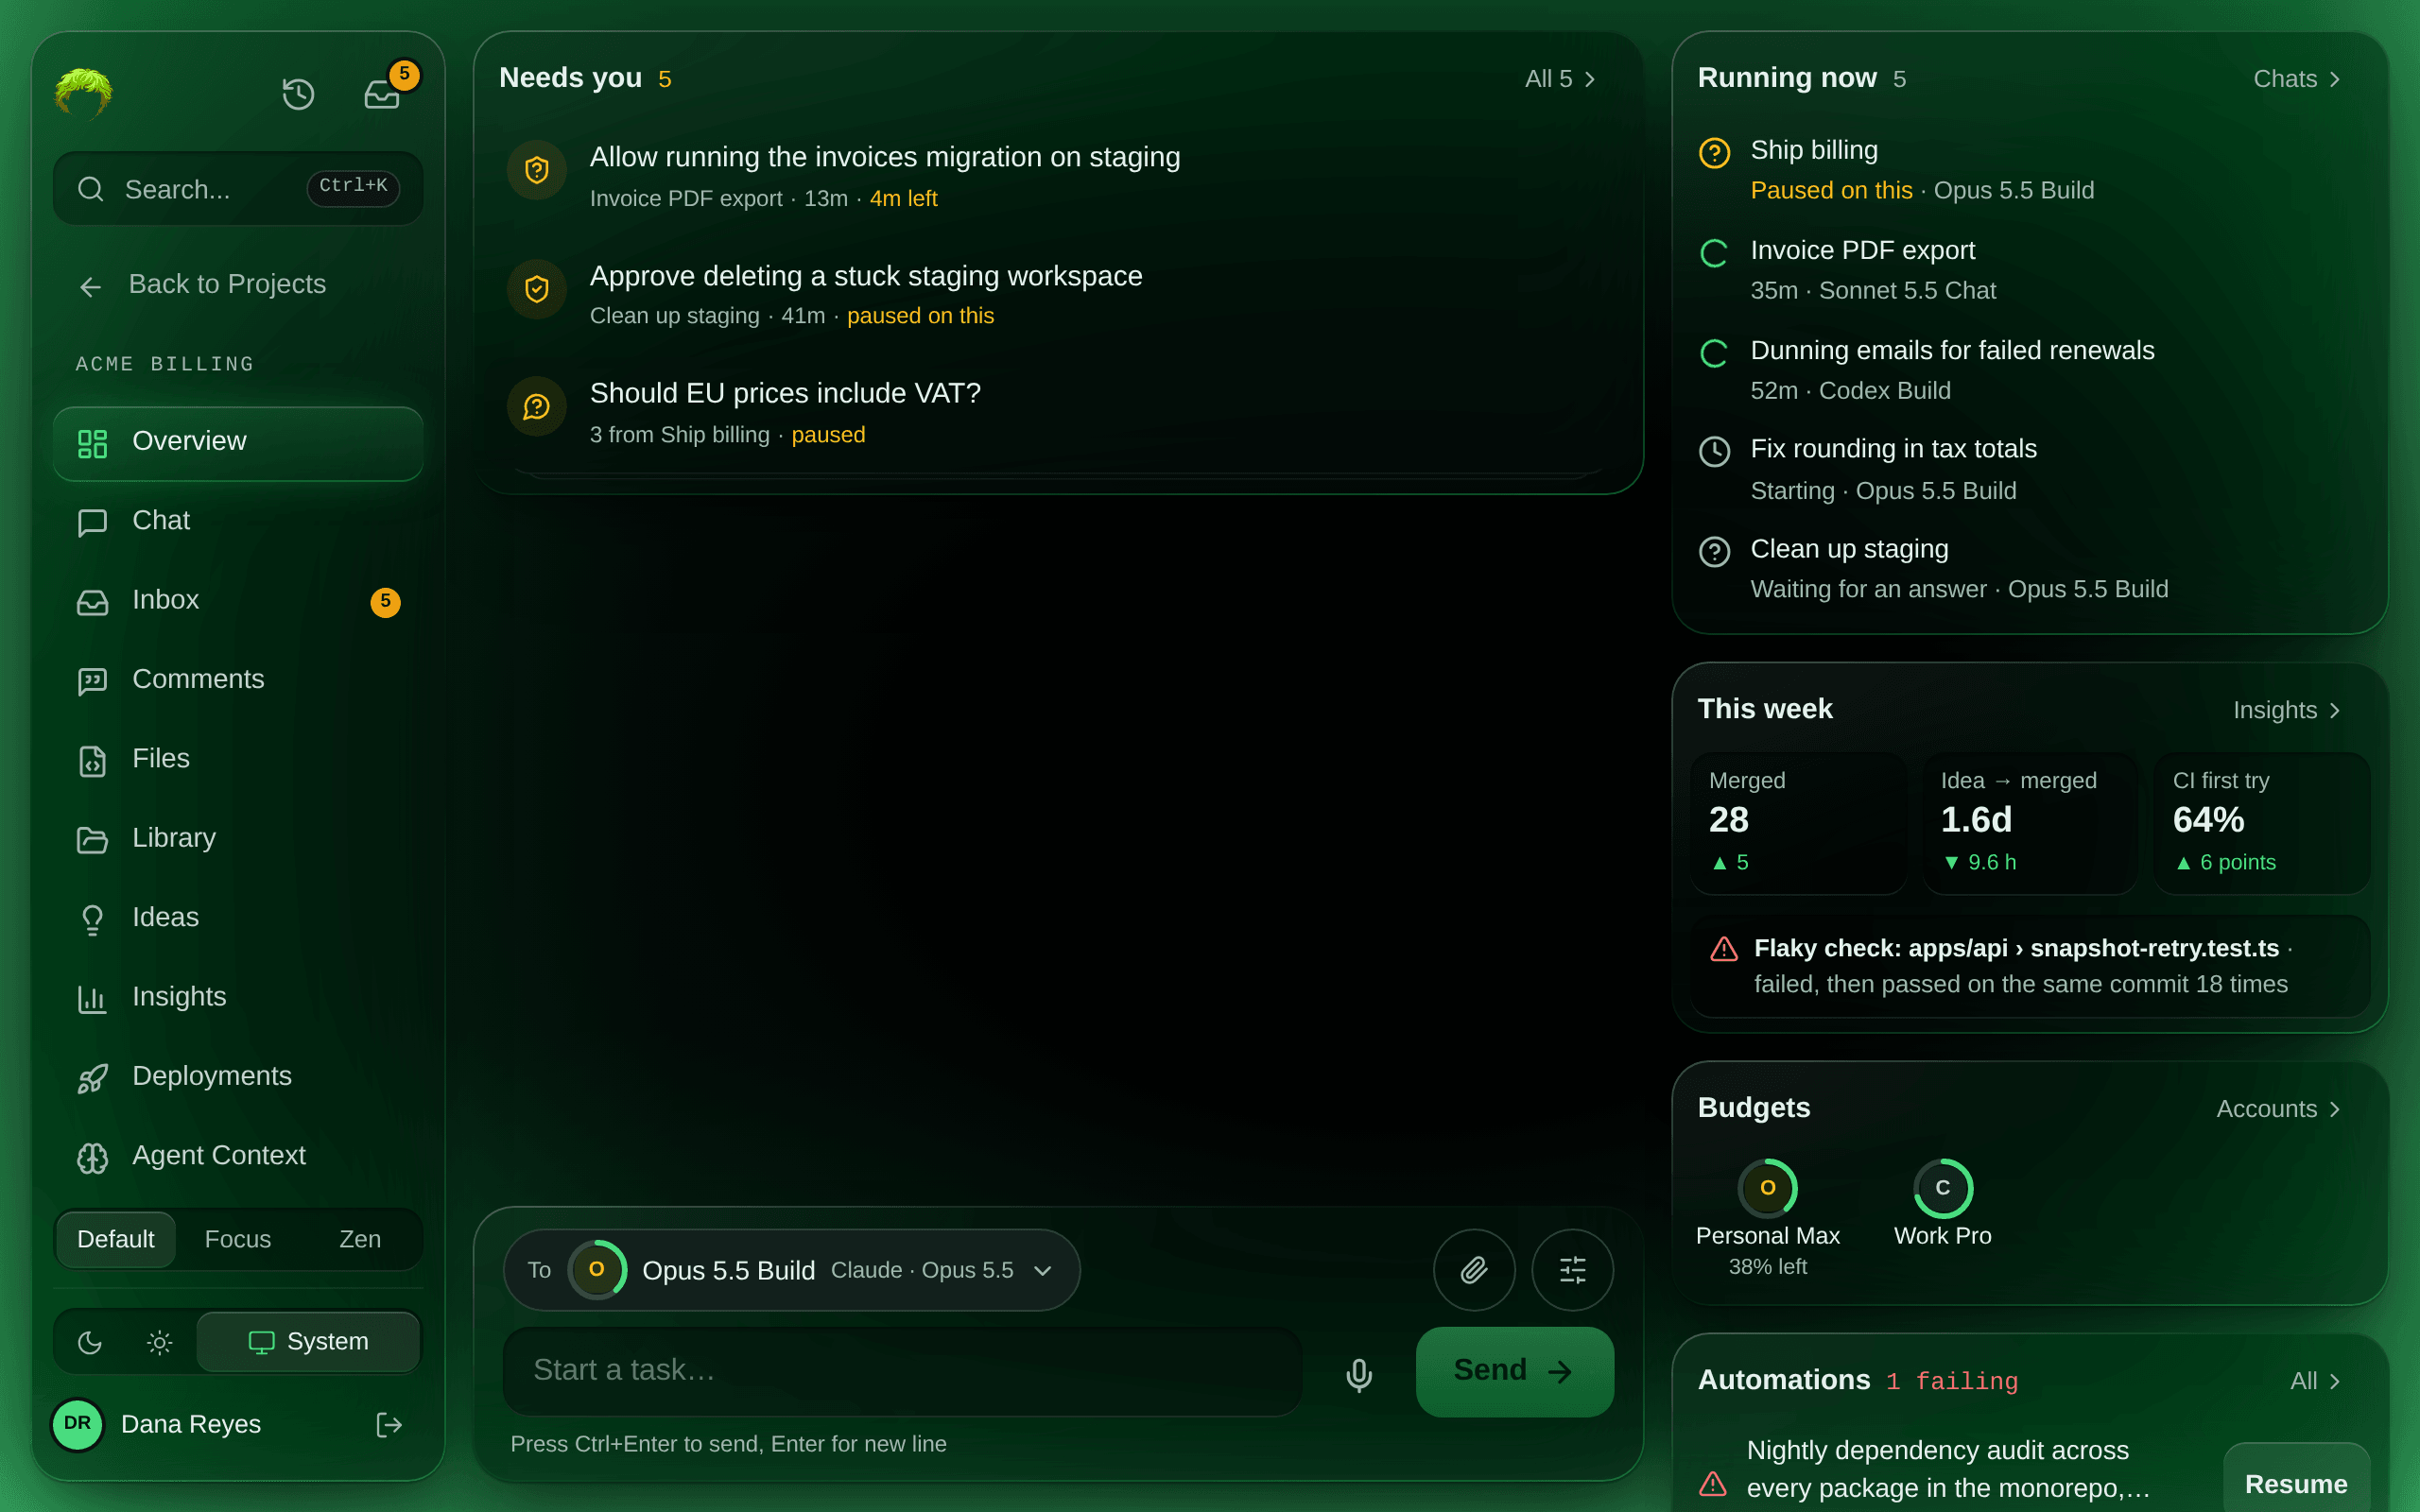 5
Search...
Ctrl+K
Back to Projects
ACME BILLING
Overview
Chat
Inbox
5
Comments
Files
Library
Ideas
Insights
Deployments
Agent Context
Default
Focus
Zen
System
DR
Dana Reyes
Needs you 5
All 5
Allow running the invoices migration on staging
Invoice PDF export · 13m · 4m left
Approve deleting a stuck staging workspace
Clean up staging · 41m · paused on this
Should EU prices include VAT?
3 from Ship billing · paused
To
O
Opus 5.5 Build
Claude · Opus 5.5
Start a task…
Send
Press Ctrl+Enter to send, Enter for new line
Running now 5
Chats
Ship billing
Paused on this · Opus 5.5 Build
Invoice PDF export
35m · Sonnet 5.5 Chat
Dunning emails for failed renewals
52m · Codex Build
Fix rounding in tax totals
Starting · Opus 5.5 Build
Clean up staging
Waiting for an answer · Opus 5.5 Build
This week
Insights
Merged
28
▲ 5
Idea → merged
1.6d
▼ 9.6 h
CI first try
64%
▲ 6 points
Flaky check: apps/api › snapshot-retry.test.ts ·
failed, then passed on the same commit 18 times
Budgets
Accounts
O
Personal Max
38% left
C
Work Pro
Automations 1 failing
All
Nightly dependency audit across
every package in the monorepo,…
Resume